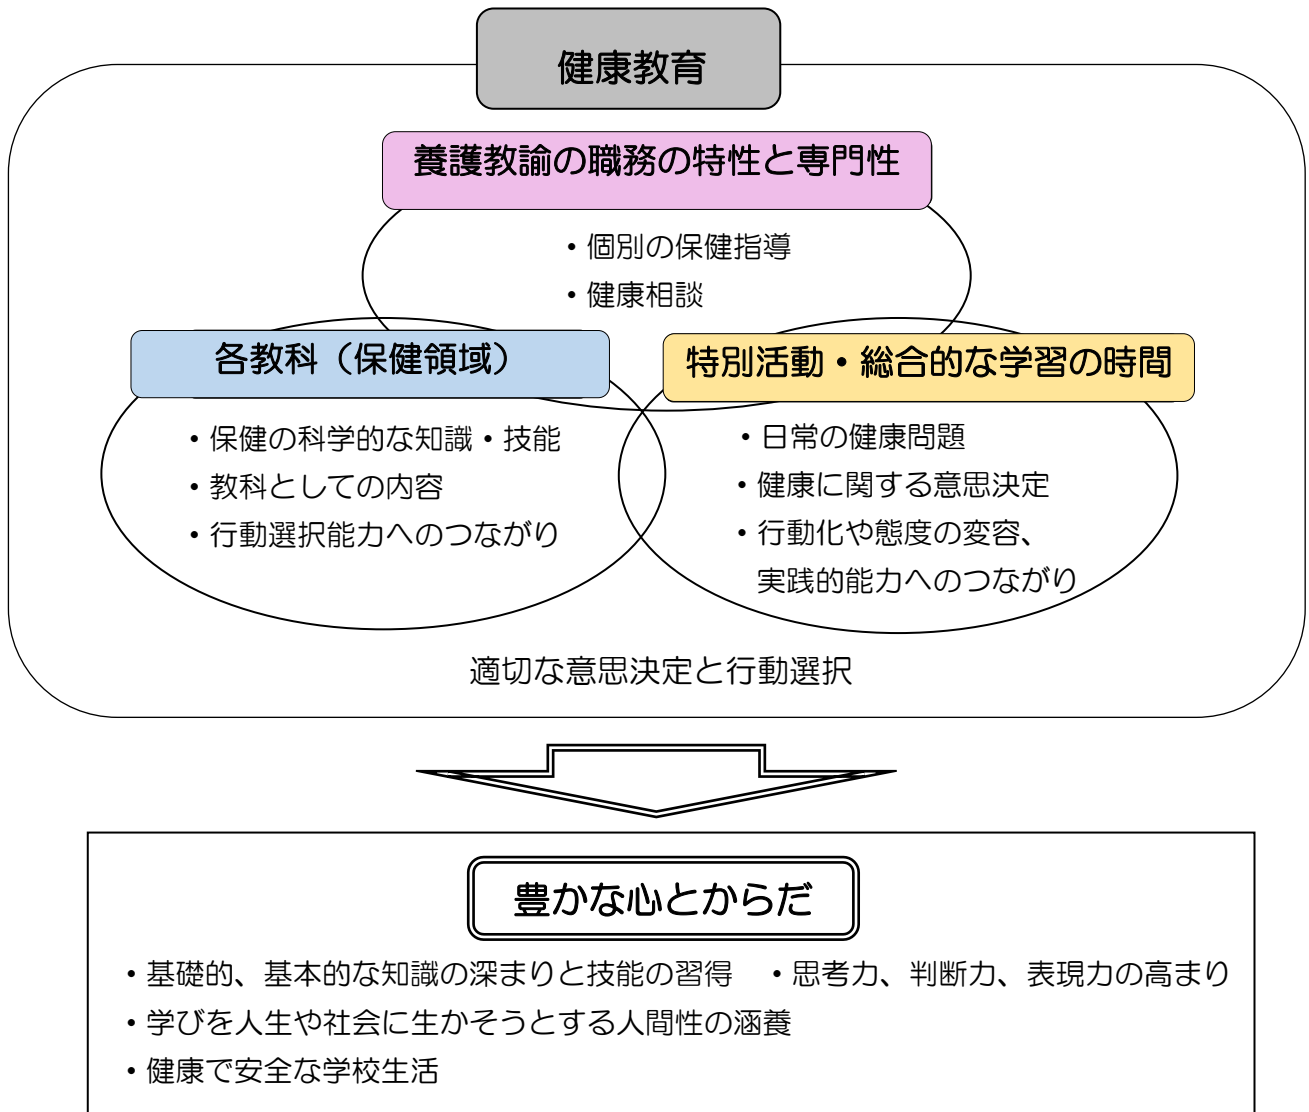 健康教育
養護教諭の職務の特性と専門性
・個別の保健指導
・健康相談
各教科（保健領域）
・保健の科学的な知識・技能
・教科としての内容
・行動選択能力へのつながり
特別活動・総合的な学習の時間
・日常の健康問題
・健康に関する意思決定
・行動化や態度の変容、
実践的能力へのつながり
適切な意思決定と行動選択
豊かな心とからだ
・基礎的、基本的な知識の深まりと技能の習得　・思考力、判断力、表現力の高まり
・学びを人生や社会に生かそうとする人間性の涵養
・健康で安全な学校生活